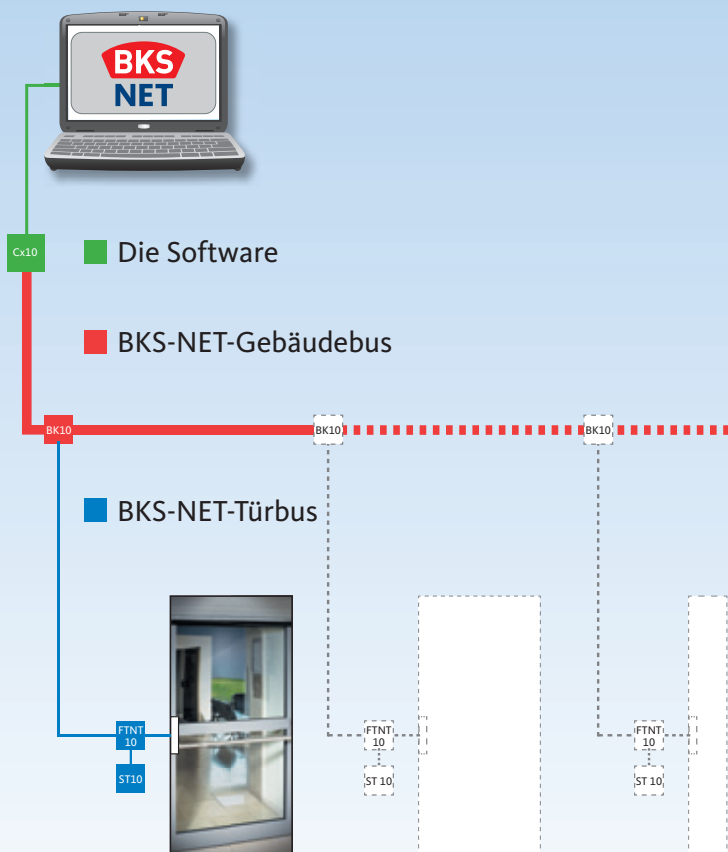 BKS
NET
Cx10
Die Software
BKS-NET-Gebäudebus
BK10
BK10
BK10
BKS-NET-Türbus
FTNT
10
FTNT
10
FTNT
10
ST10
ST 10
ST 10